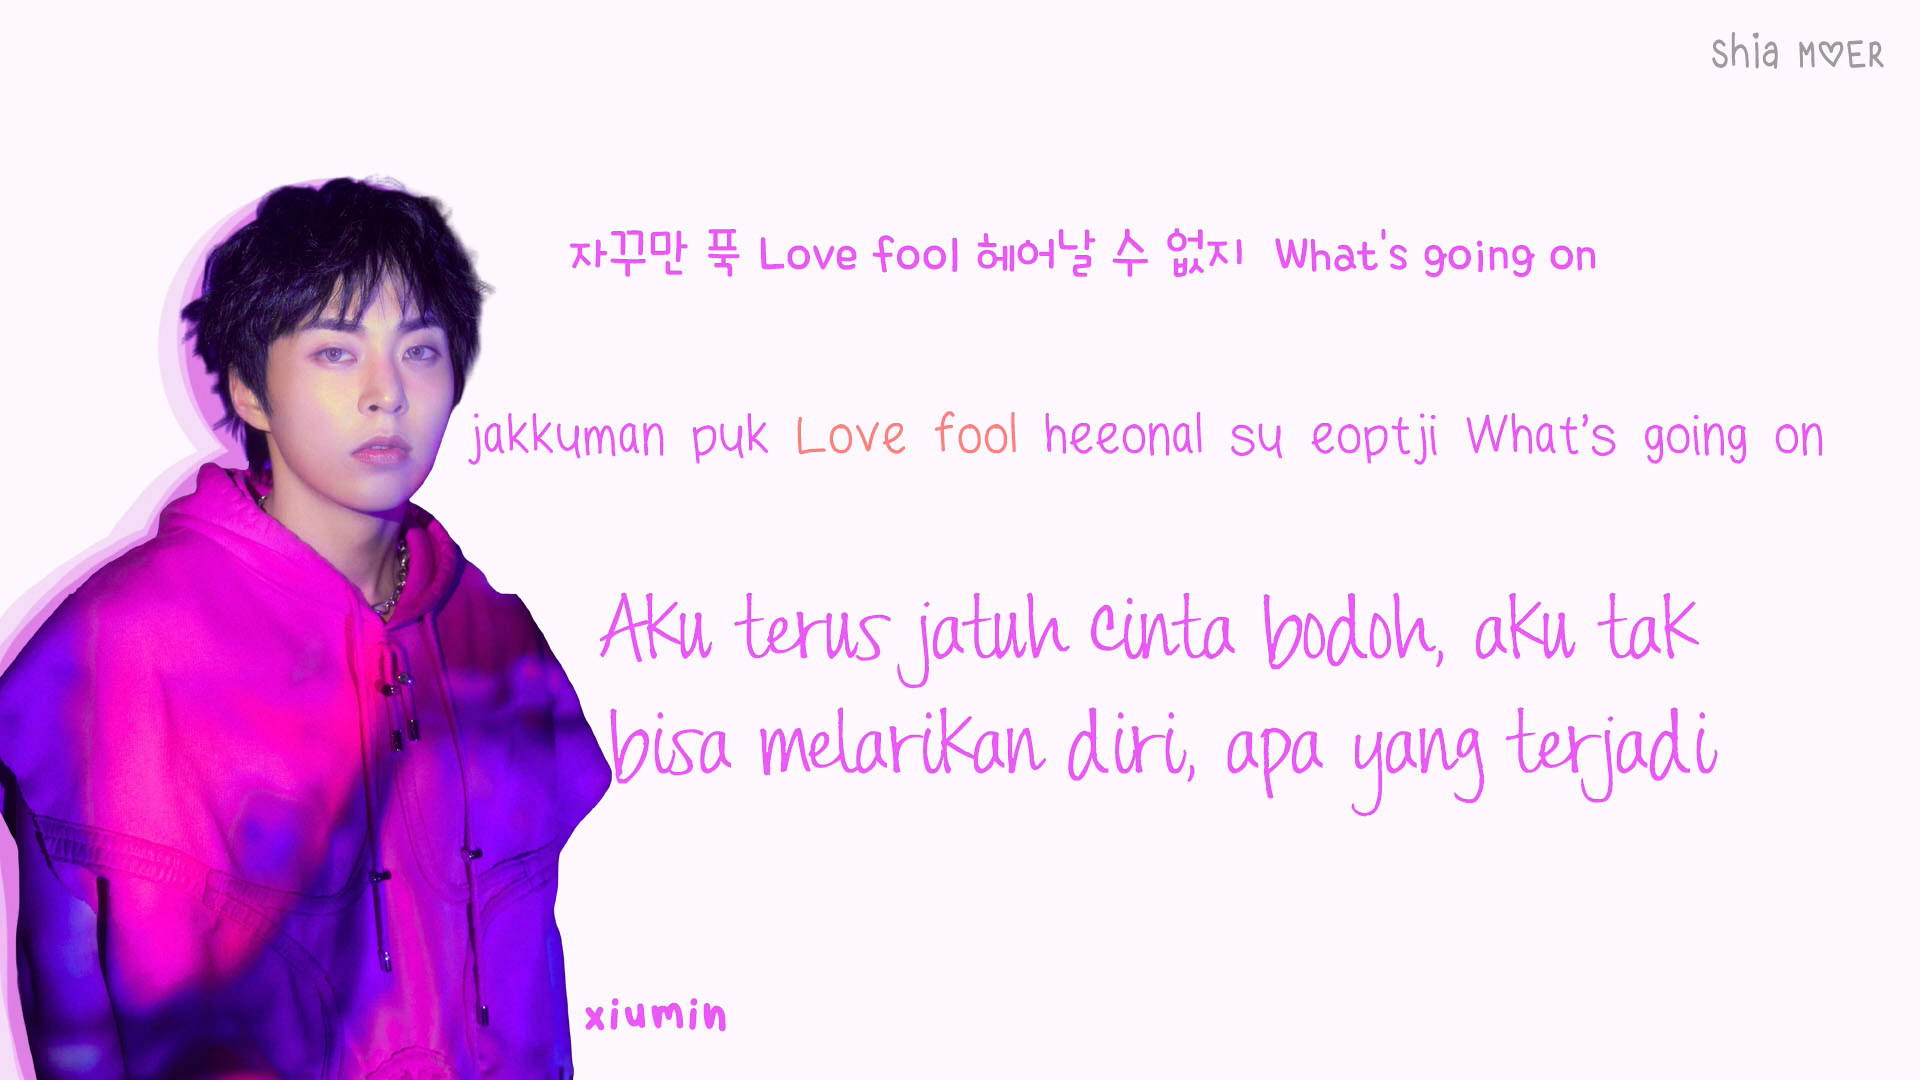 shia M♡ER
자꾸만 푹 Love fool 헤어날 수 없지 What's going on
jakkuman puk Love fool heeonal su eoptji What's going on
Aku terus jatuh cinta bodoh, aku tak
bisa melarikan diri, apa yang terjadi
xiumin